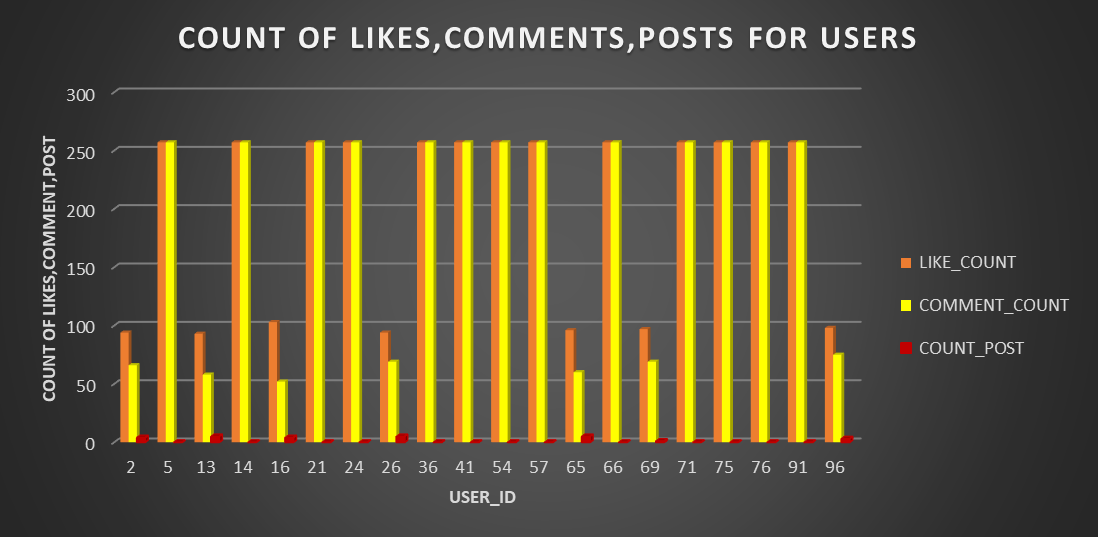 COUNT OF LIKES,COMMENTS,POSTS FOR USERS
COUNT OF LIKES,COMMENT,POST
300
250
200
150
100
50
0
2 5 13 14 16 21 24 26 36 41 54 57 65 66 69 71 75 76 91 96
USER_ID
LIKE_COUNT
COMMENT_COUNT
COUNT_POST